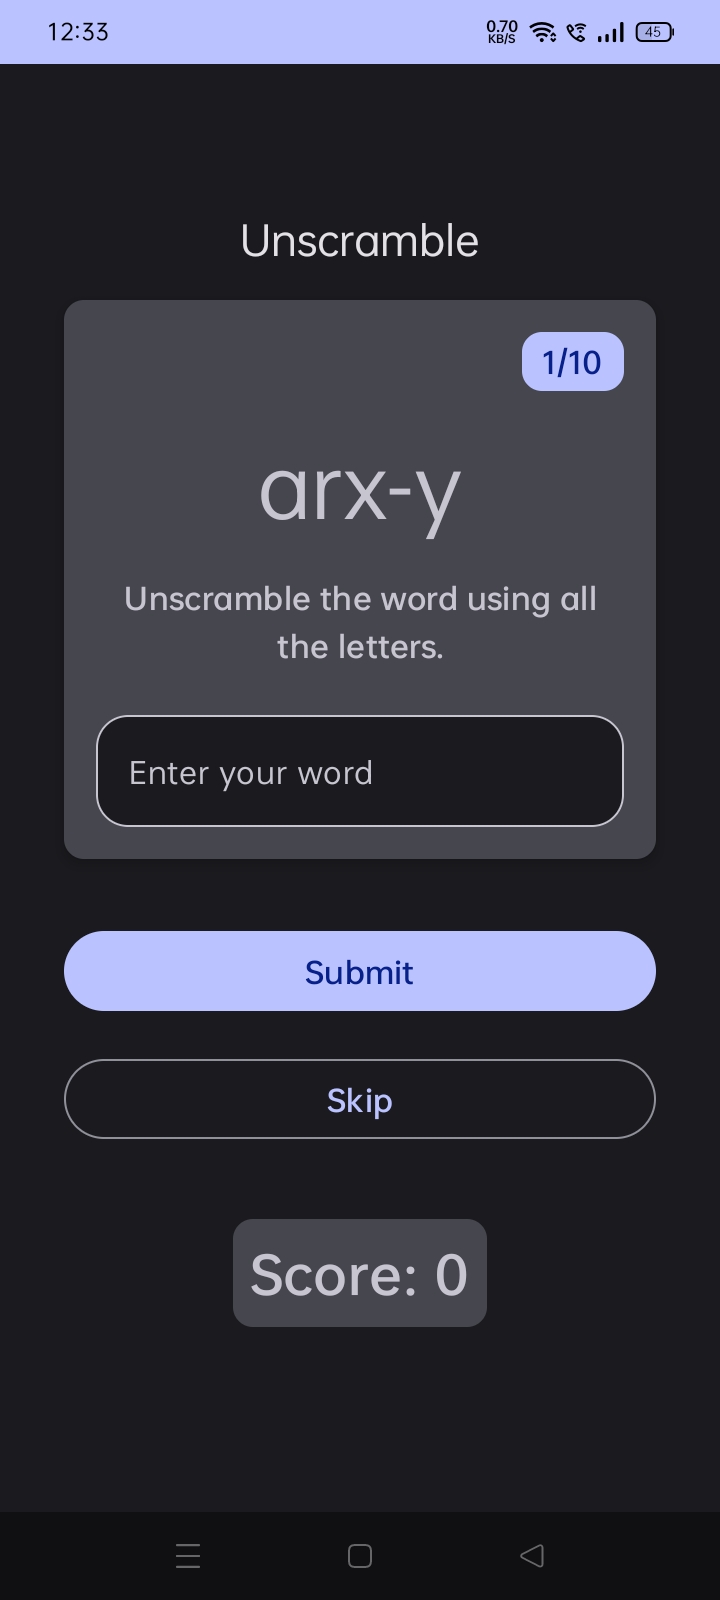 12:33
0.70
KB/S
45
Unscramble
1/10
arx-y
Unscramble the word using all
the letters.
Enter your word
Submit
Skip
Score: 0